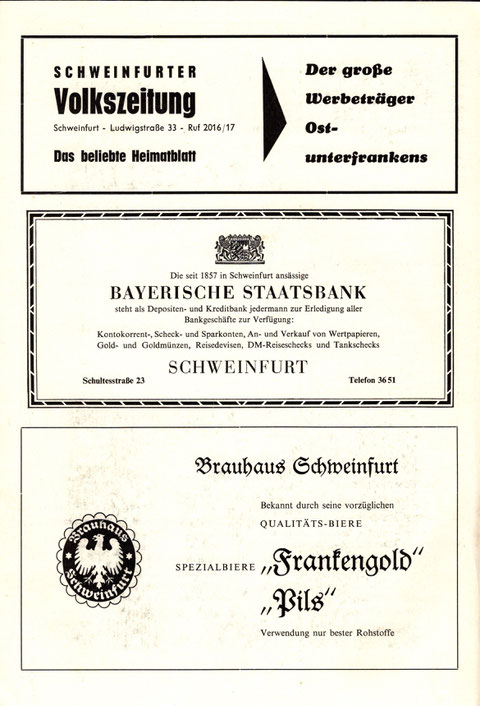 SCHWEINFURTER
Volkszeitung
Schweinfurt - Ludwigstraße 33 - Ruf 2016/17
Das beliebte Heimatblatt
Der große
Werbeträger
Ost-
unterfrankens
Die seit 1857 in Schweinfurt ansässige
BAYERISCHE STAATSBANK
steht als Depositen- und Kreditbank jedermann zur Erledigung aller
Bankgeschäfte zur Verfügung:
Kontokorrent-, Scheck- und Sparkonten, An- und Verkauf von Wertpapieren,
Gold- und Goldmünzen, Reisedevisen, DM-Reiseschecks und Tankschecks
SCHWEINFURT
Schultesstraße 23 Telefon 36 51
Brauhaus Schweinfurt
Bekannt durch seine vorzüglichen
QUALITÄTS-BIERE
Brauhaus
Schweinfurt
SPEZIALBIERE „Frankengold“
„Pils“
Verwendung nur bester Rohstoffe